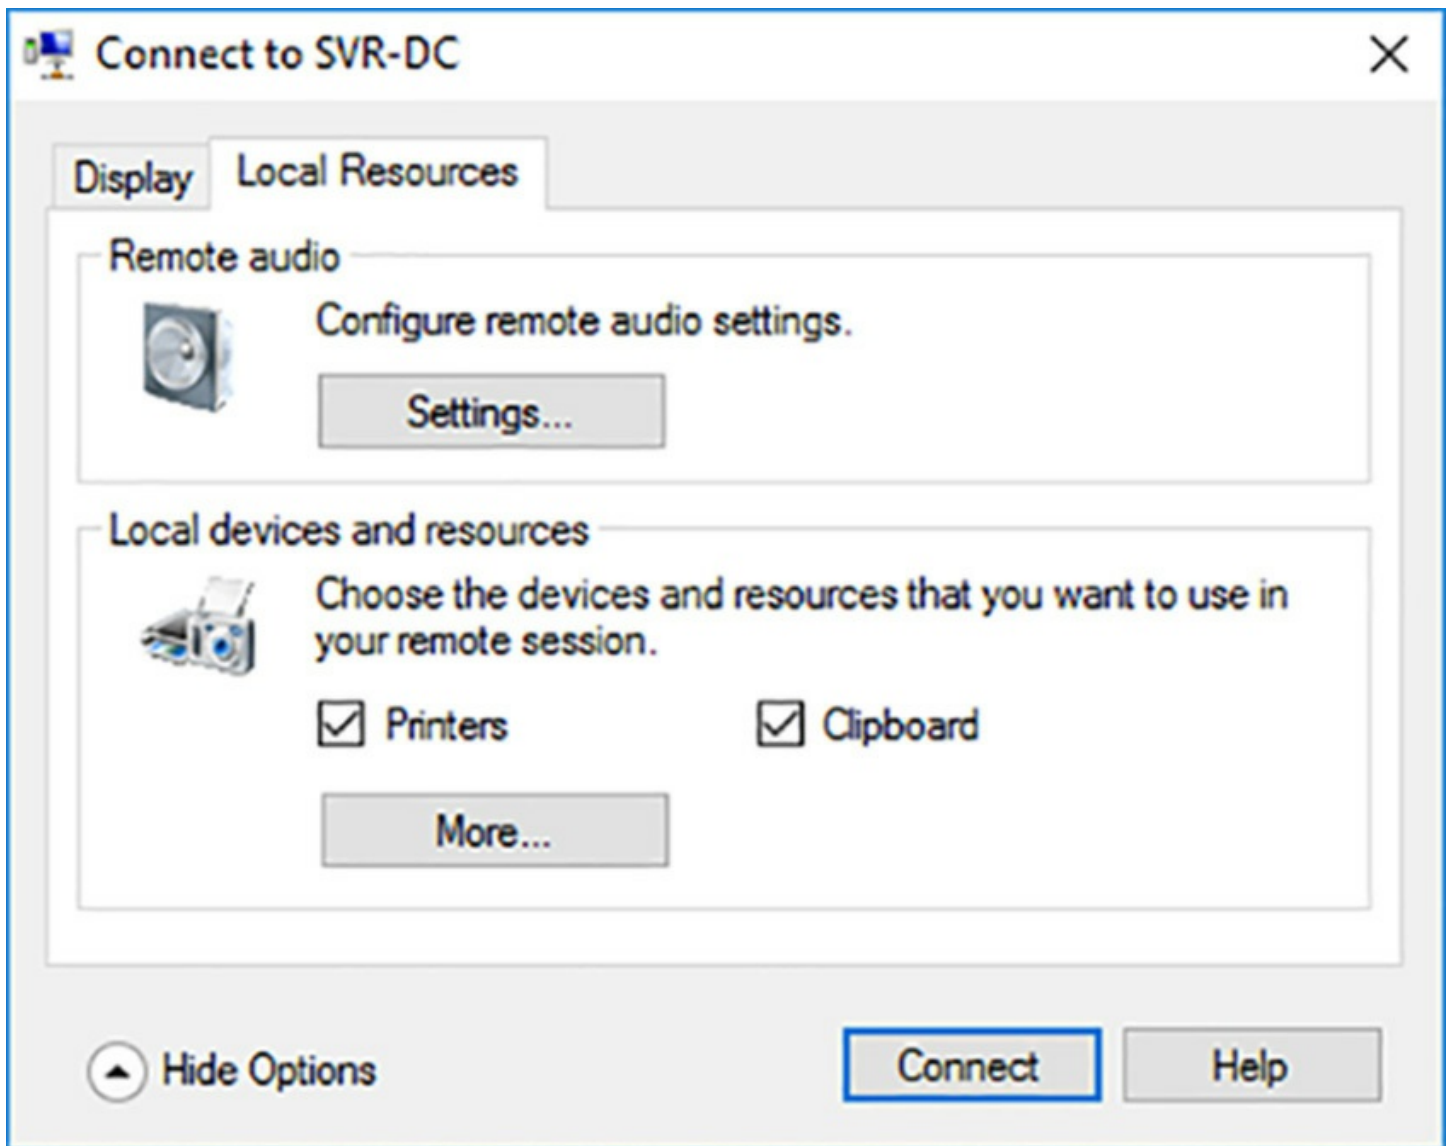 Connect to SVR-DC
Display
Local Resources
Remote audio
Configure remote audio settings.
Settings...
Local devices and resources
Choose the devices and resources that you want to use in
your remote session.
Printers
Clipboard
More...
Hide Options
Connect
Help